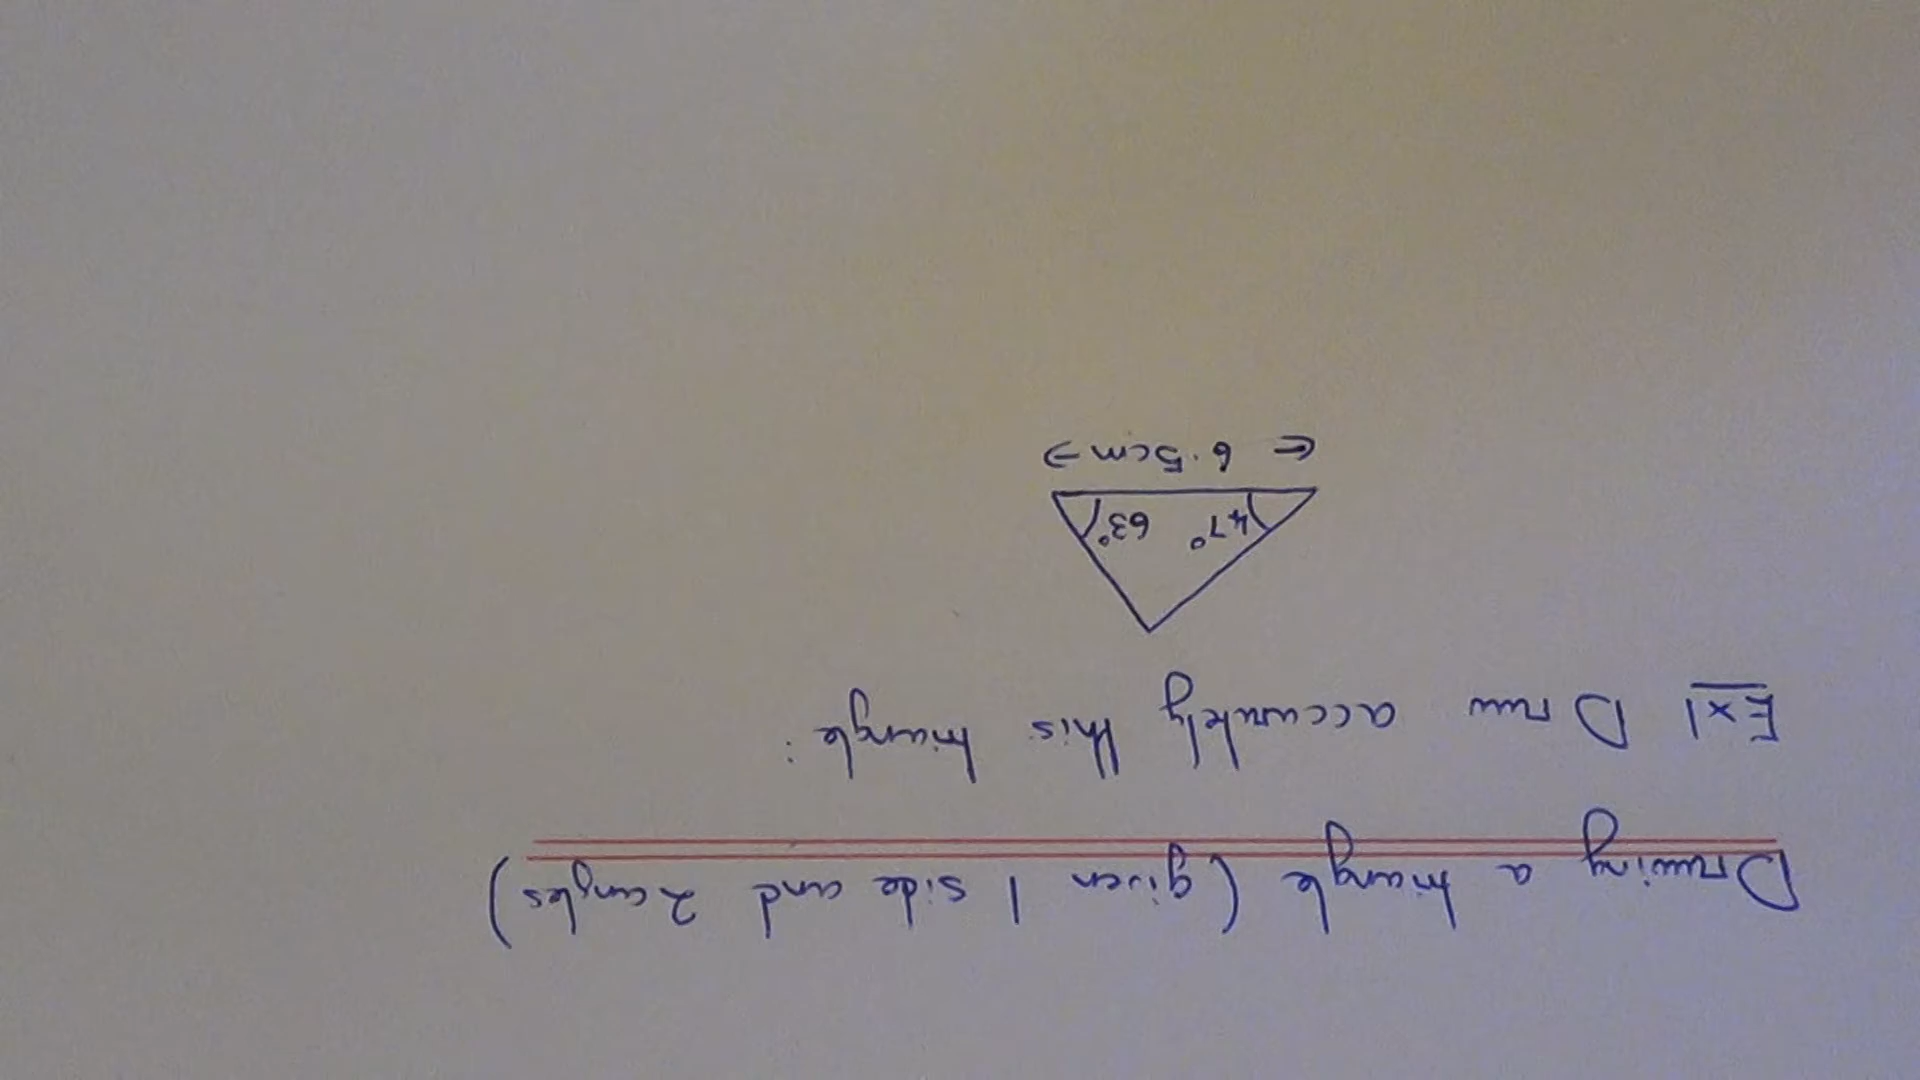 Drawing a triangle (given 1 side and 2 angles)
Ex1 Draw accurately this triangle:
47° 63°
← 6.5cm →